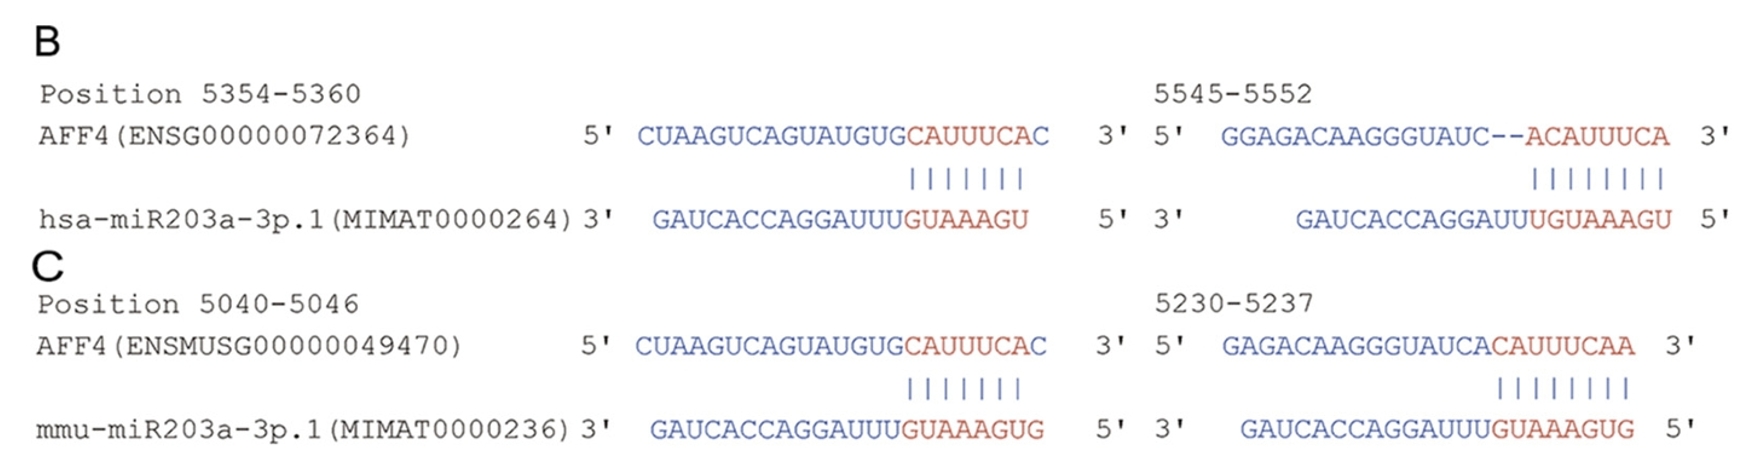 B
Position 5354-5360 5545-5552
AFF4(ENSG00000072364) 5' CUAAGUCAGUAUGUGCAUUUCAC 3' 5' GGAGACAAGGGUAUC--ACAUUUCA 3'
| | | | | | | | | | | | | | |
hsa-miR203a-3p.1(MIMAT0000264) 3' GAUCACCAGGAUUUGUAAAGU 5' 3' GAUCACCAGGAUUUGUAAAGU 5'
C
Position 5040-5046 5230-5237
AFF4(ENSMUSG00000049470) 5' CUAAGUCAGUAUGUGCAUUUCAC 3' 5' GAGACAAGGGUAUCACAUUUCAA 3'
| | | | | | | | | | | | | | |
mmu-miR203a-3p.1(MIMAT0000236) 3' GAUCACCAGGAUUUGUAAAGUG 5' 3' GAUCACCAGGAUUUGUAAAGUG 5'